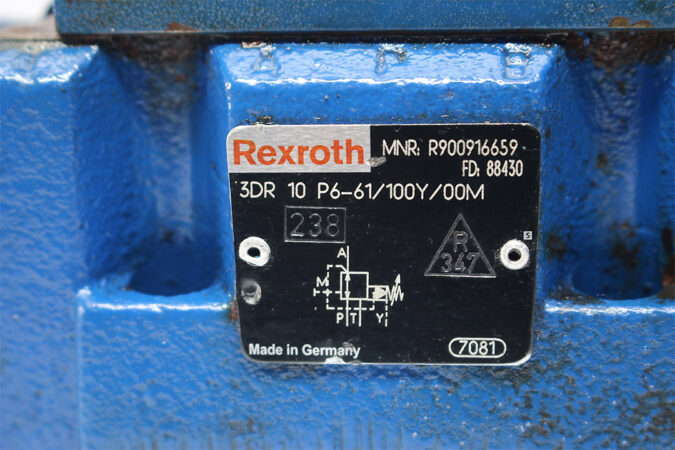 Rexroth MNR: R900916659
FD: 88430
3DR 10 P6-61/100Y/00M
238
R
347
S
A
M
P T Y
Made in Germany 7081